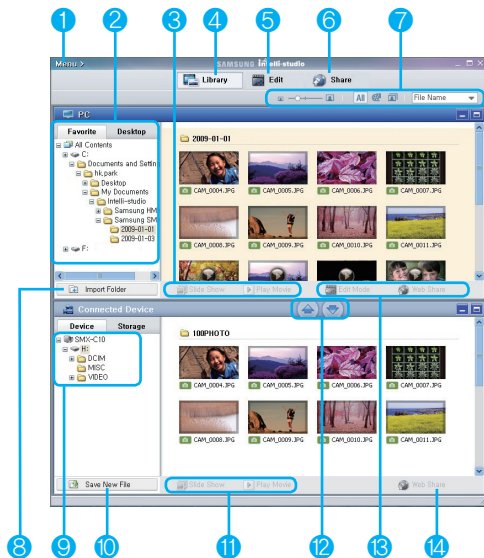 1 2 3 4 5 6 7
Menu > SAMSUNG intelli-studio
Library Edit Share
All File Name
PC
Favorite Desktop
All Contents
C:
Documents and Settin
hk,park
Desktop
My Documents
Intelli-studio
Samsung HM
Samsung SM
2009-01-01
2009-01-03
F:
2009-01-01
CAM_0004.JPG CAM_0005.JPG CAM_0006.JPG CAM_0007.JPG
CAM_0008.JPG CAM_0009.JPG CAM_0010.JPG CAM_0011.JPG
Import Folder Slide Show Play Movie Edit Mode Web Share
Connected Device
Device Storage
SMX-C10
H:
DCIM
MISC
VIDEO
100PHOTO
CAM_0004.JPG CAM_0005.JPG CAM_0006.JPG CAM_0007.JPG
CAM_0008.JPG CAM_0009.JPG CAM_0010.JPG CAM_0011.JPG
Save New File Slide Show Play Movie Web Share
8 9 10 11 12 13 14